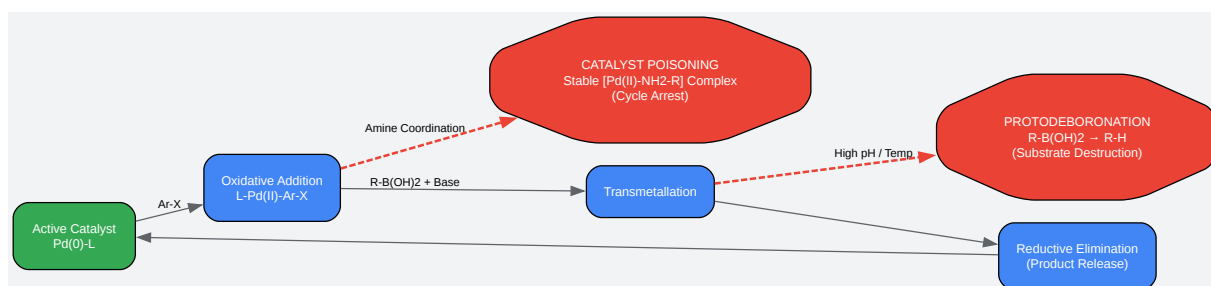 CATALYST POISONING
Stable [Pd(II)-NH2-R] Complex
(Cycle Arrest)
PROTODEBORONATION
R-B(OH)2 → R-H
(Substrate Destruction)
Amine Coordination
High pH / Temp
Oxidative Addition
L-Pd(II)-Ar-X
R-B(OH)2 + Base
Transmetallation
Ar-X
Active Catalyst
Pd(0)-L
Reductive Elimination
(Product Release)